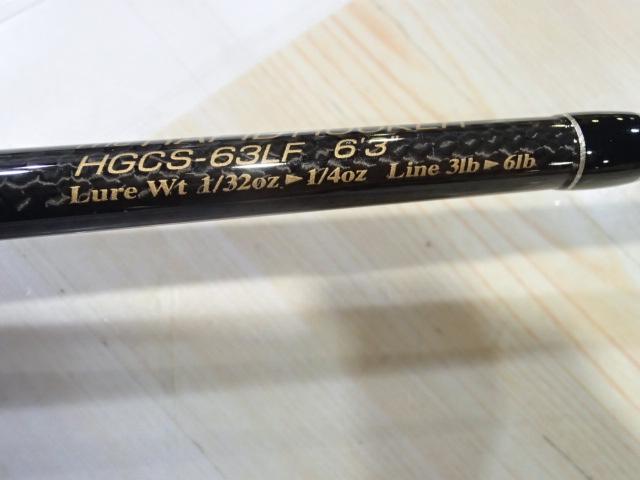 HGCS-63LF 6'3"
Lure Wt 1/32oz►1/4oz Line 3lb►6lb